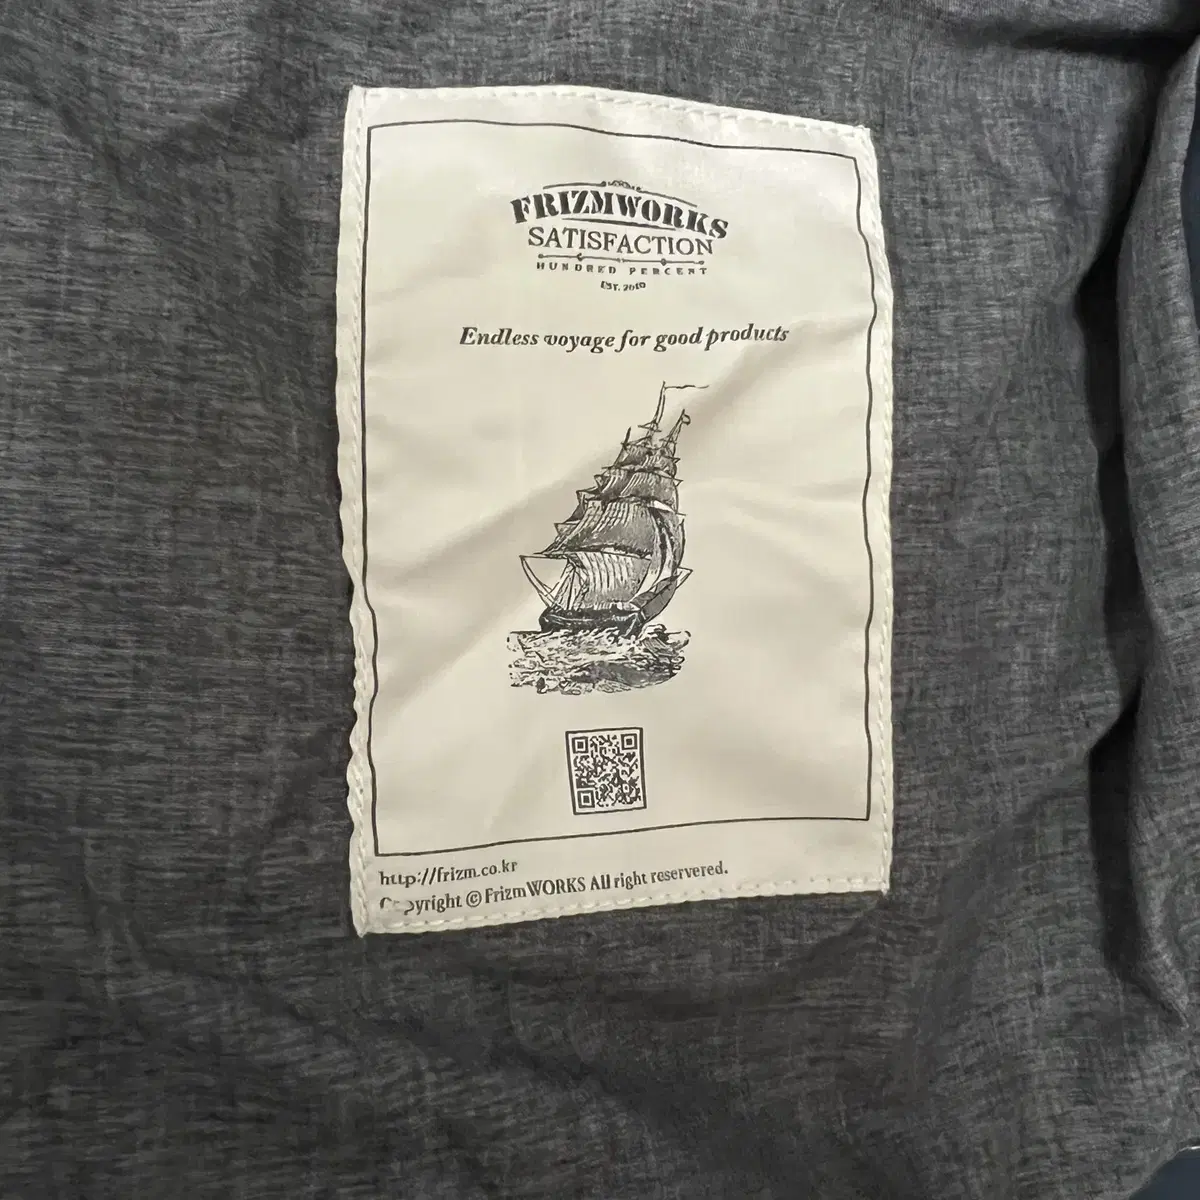 FRIZMWORKS
SATISFACTION
HUNDRED PERCENT
EST. 2010
Endless voyage for good products
http://frizm.co.kr
Copyright © FrizmWORKS All right reservered.